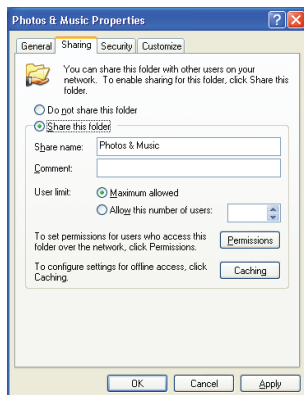 Photos & Music Properties
General Sharing Security Customize
You can share this folder with other users on your
network. To enable sharing for this folder, click Share this
folder.
Do not share this folder
Share this folder
Share name: Photos & Music
Comment:
User limit: Maximum allowed
Allow this number of users:
To set permissions for users who access this
folder over the network, click Permissions.
Permissions
To configure settings for offline access, click
Caching.
Caching
OK Cancel Apply